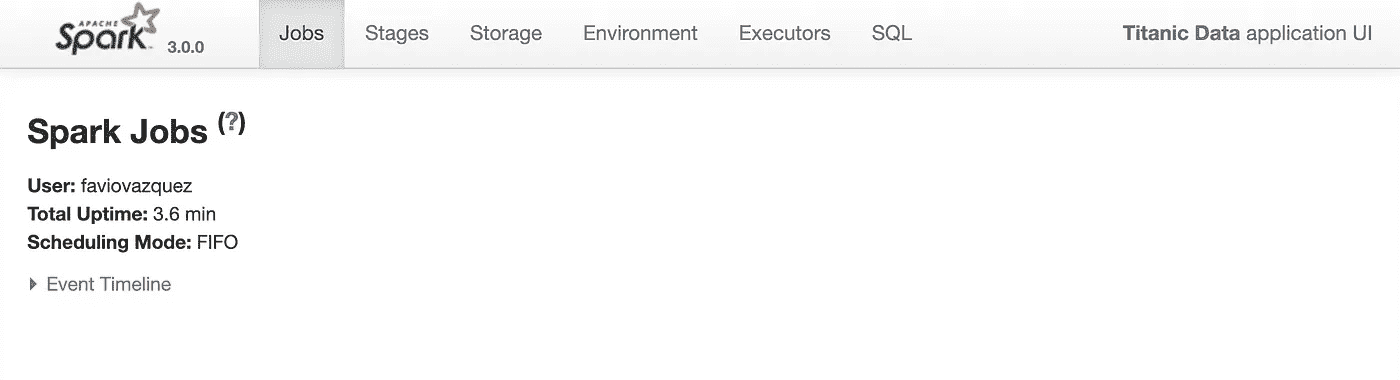 APACHE
Spark 3.0.0 Jobs Stages Storage Environment Executors SQL Titanic Data application UI
Spark Jobs (?)
User: faviovazquez
Total Uptime: 3.6 min
Scheduling Mode: FIFO
Event Timeline